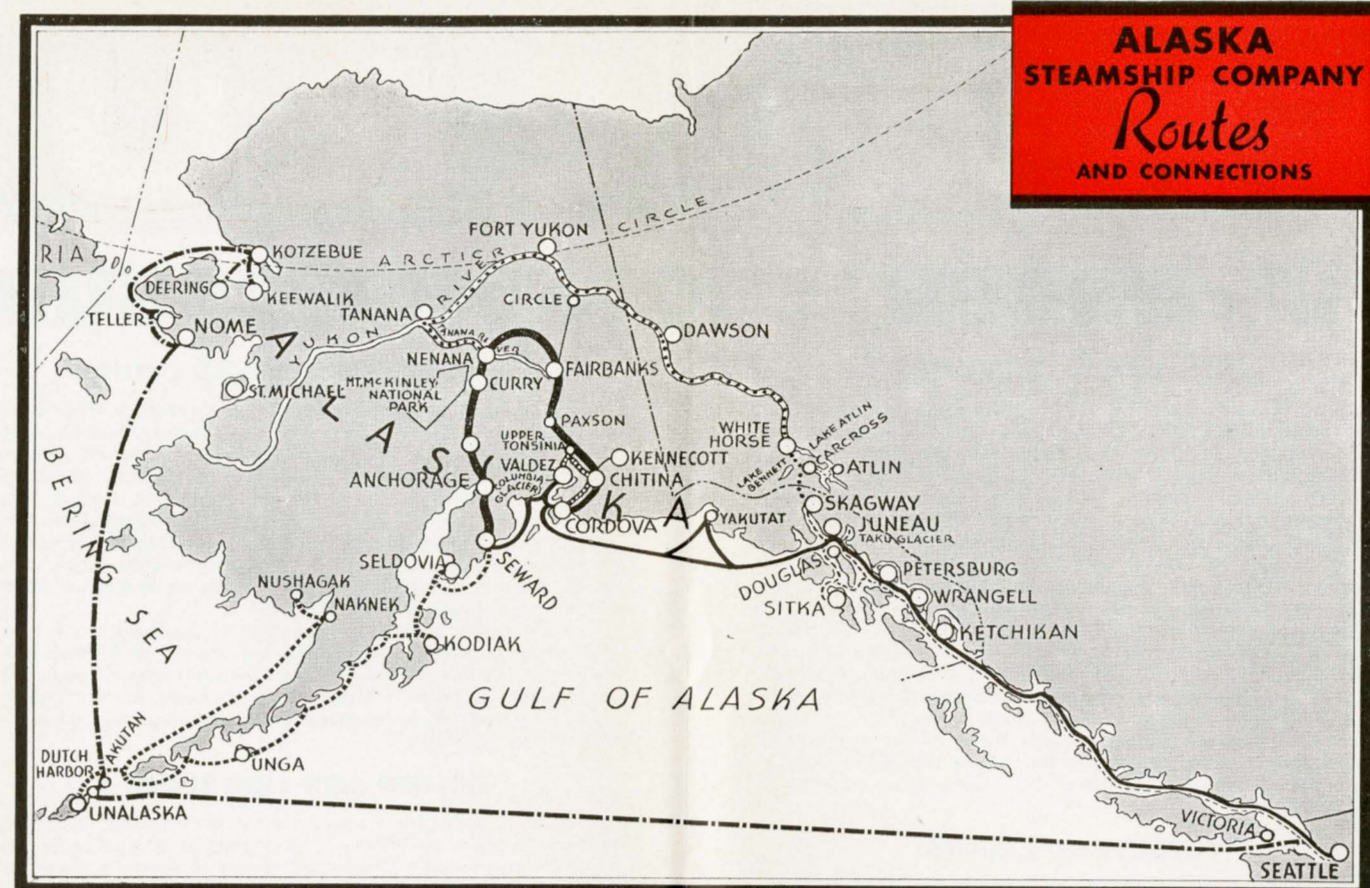 ALASKA
STEAMSHIP COMPANY
Routes
AND CONNECTIONS
FORT YUKON
ARCTIC CIRCLE
RIA
KOTZEBUE
DEERING
KEEWALIK
CIRCLE
TANANA
YUKON RIVER
TELLER
NOME
DAWSON
TANANA RIVER
NENANA
FAIRBANKS
ST. MICHAEL
MT. MCKINLEY
NATIONAL
PARK
CURRY
ALASKA
PAXSON
WHITE
HORSE
LAKE ATLIN
CARCROSS
UPPER
TONSINIA
KENNECOTT
VALDEZ
ATLIN
LAKE
BENNETT
ANCHORAGE
COLUMBIA
GLACIER
CHITINA
SKAGWAY
CORDOVA
YAKUTAT
JUNEAU
TAKU GLACIER
BERING SEA
SELDOVIA
SEWARD
DOUGLAS
PETERSBURG
NUSHAGAK
SITKA
WRANGELL
NAKNEK
KETCHIKAN
KODIAK
GULF OF ALASKA
AKUTAN
DUTCH
HARBOR
UNGA
UNALASKA
VICTORIA
SEATTLE